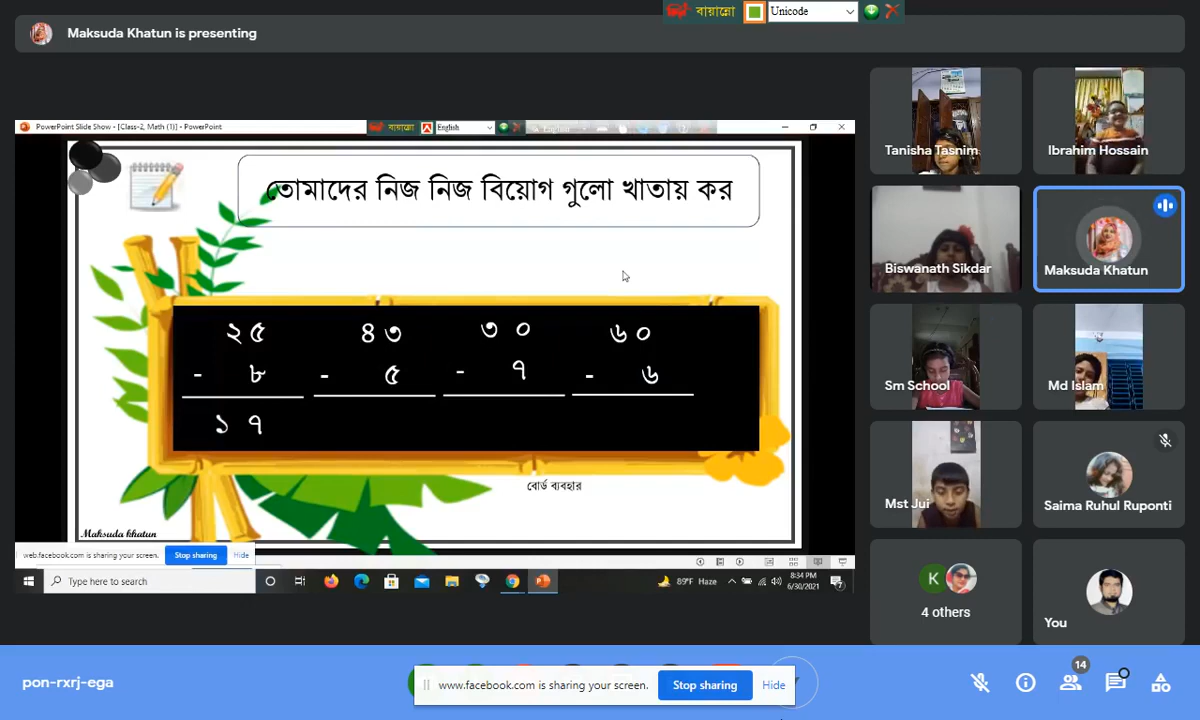 বায়ান্নো Unicode
Maksuda Khatun is presenting
PowerPoint Slide Show - [Class-2, Math (1)] - PowerPoint
বায়ান্নো English
তোমাদের নিজ নিজ বিয়োগ গুলো খাতায় কর
২৫ ৪৩ ৩০ ৬০
- ৮ - ৫ - ৭ - ৬
১৭
বোর্ড ব্যবহার
Maksuda khatun
web.facebook.com is sharing your screen. Stop sharing Hide
Type here to search
89°F Haze
8:34 PM
6/30/2021
7
Tanisha Tasnim
Ibrahim Hossain
Biswanath Sikdar
Maksuda Khatun
Sm School
Md Islam
Mst Jui
Saima Ruhul Ruponti
K
4 others
You
pon-rxrj-ega
www.facebook.com is sharing your screen. Stop sharing Hide
14